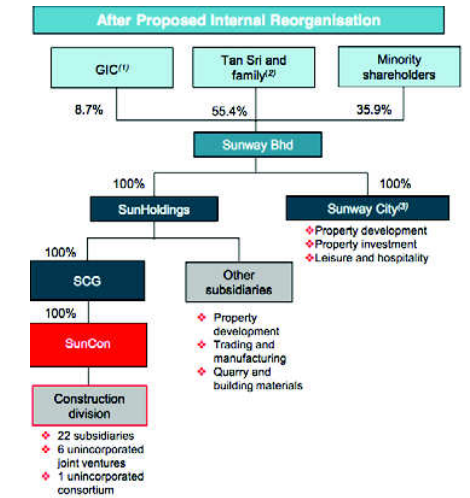 After Proposed Internal Reorganisation
GIC(1)
Tan Sri and
family(2)
Minority
shareholders
8.7%
55.4%
35.9%
Sunway Bhd
100%
100%
SunHoldings
Sunway City(3)
❖Property development
❖Property investment
❖Leisure and hospitality
100%
SCG
Other
subsidiaries
100%
❖ Property
development
❖ Trading and
manufacturing
❖ Quarry and
building materials
SunCon
Construction
division
❖ 22 subsidiaries
❖ 6 unincorporated
joint ventures
❖ 1 unincorporated
consortium